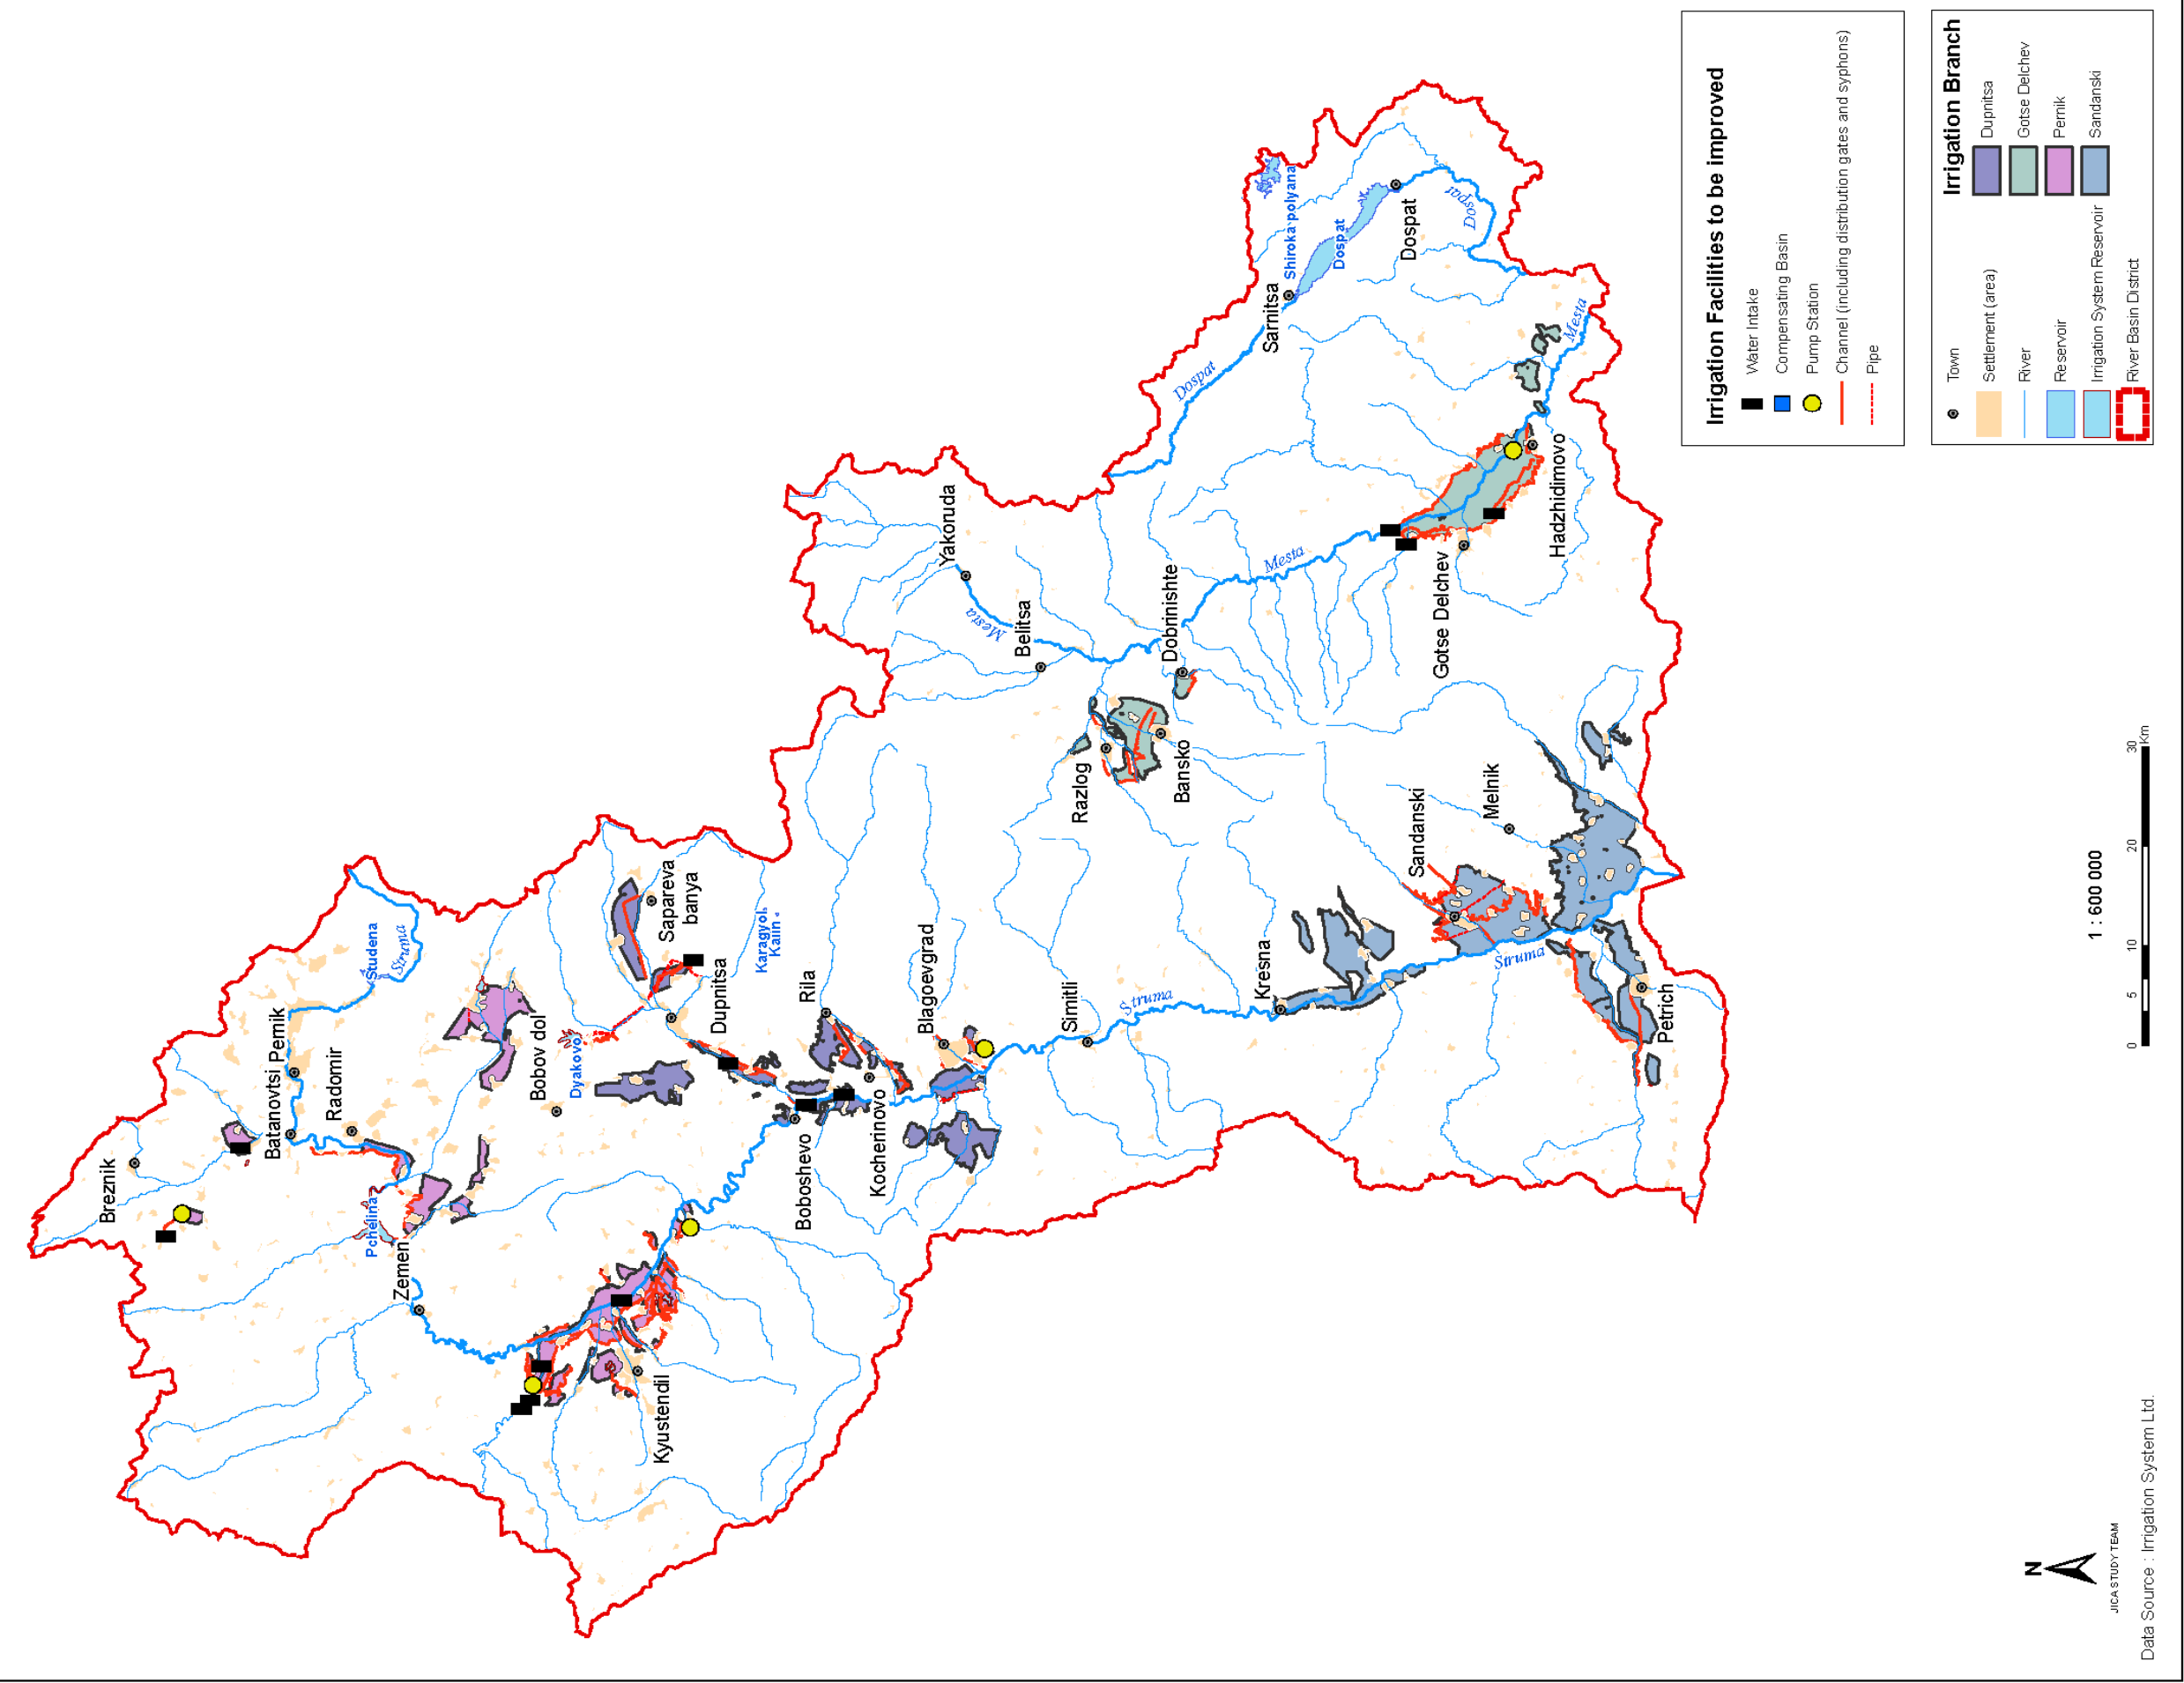 Breznik
Batanovtsi
Pernik
Radomir
Studena
Struma
Pchelina
Zemen
Bobov dol
Dyakovo
Sapareva
banya
Dupnitsa
Kyustendil
Karagyol
Kalin
Rila
Boboshevo
Kocherinovo
Blagoevgrad
Simitli
Struma
Kresna
Yakoruda
Mesta
Belitsa
Razlog
Bansko
Dobrinishte
Mesta
Dospat
Sarnitsa
Shiroka polyana
Dospat
Dospat
Dospat
Gotse Delchev
Hadzhidimovo
Mesta
Sandanski
Melnik
Struma
Petrich
Irrigation Facilities to be improved
Water Intake
Compensating Basin
Pump Station
Channel (including distribution gates and syphons)
Pipe
Town
Settlement (area)
River
Reservoir
Irrigation System Reservoir
River Basin District
Irrigation Branch
Dupnitsa
Gotse Delchev
Pernik
Sandanski
1 : 600 000
0 5 10 20 30
Km
N
JICA STUDY TEAM
Data Source : Irrigation System Ltd.